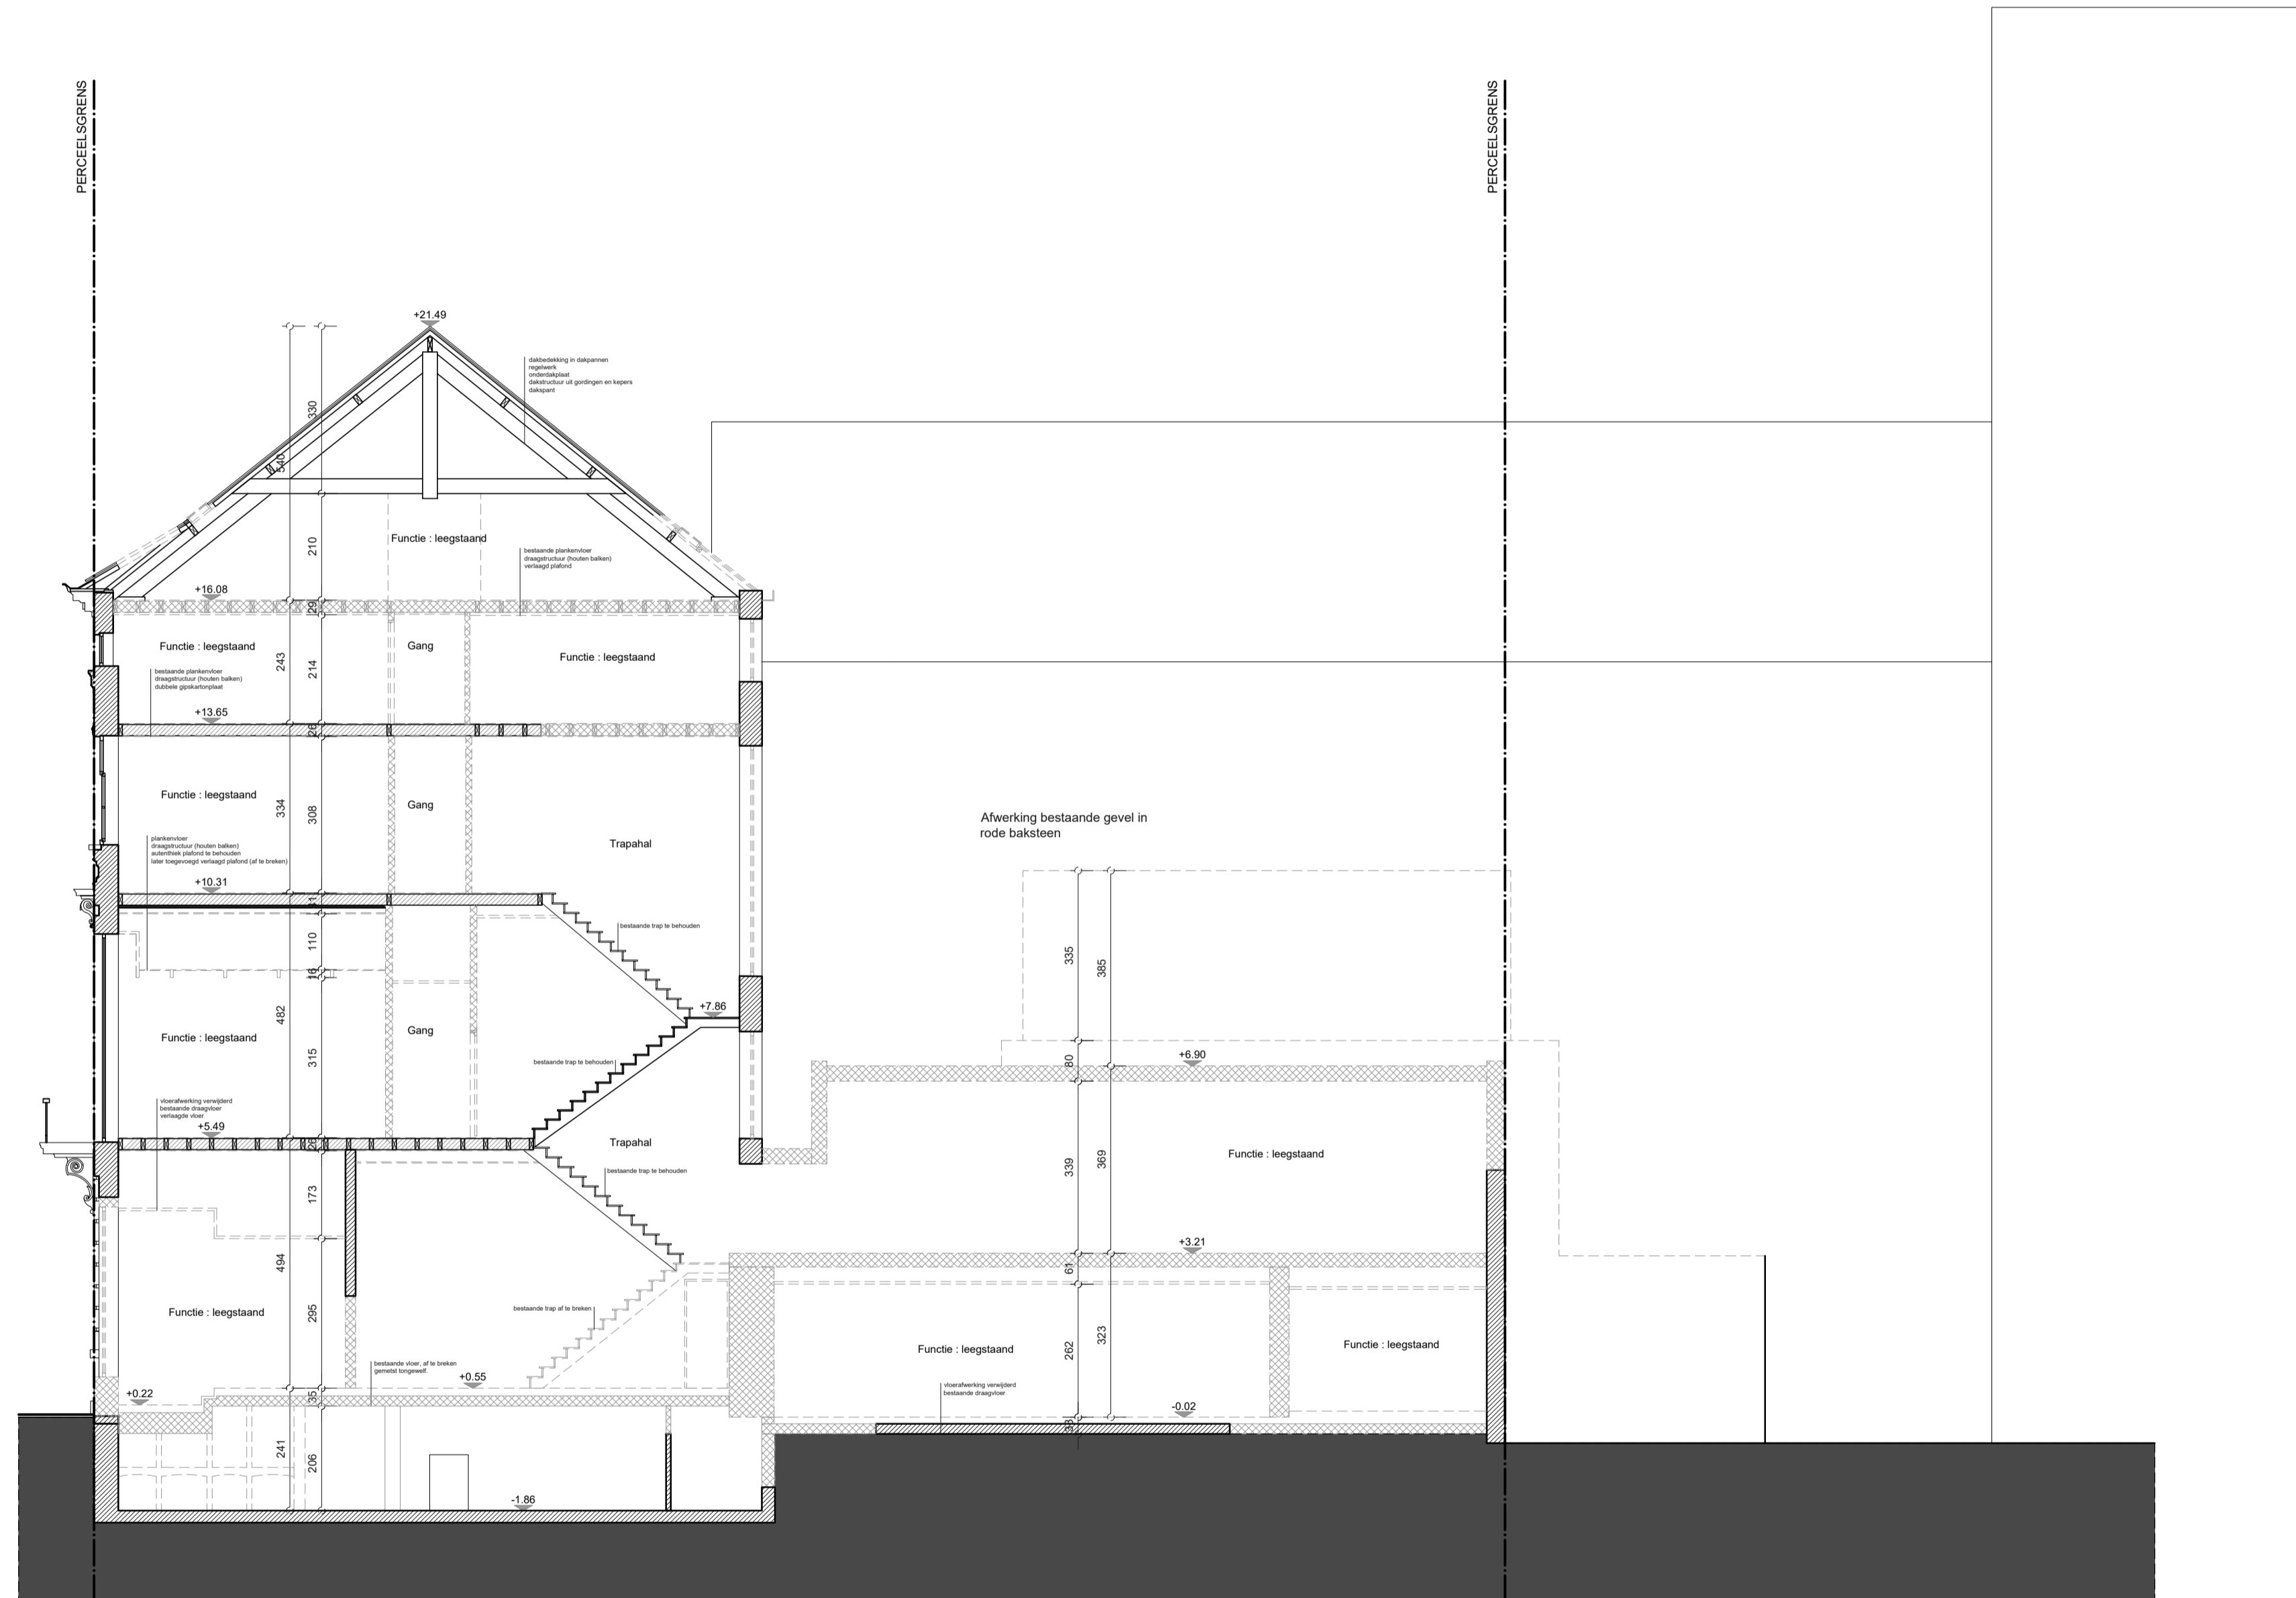 PERCEELSGRENS
PERCEELSGRENS
+21.49
dakbedekking in dakpannen
regelwerk
onderdakplaat
dakstructuur uit gordingen en kepers
dakspant
330
540
210
Functie : leegstaand
bestaande plankenvloer
draagstructuur (houten balken)
verlaagd plafond
+16.08
29
Functie : leegstaand
Gang
Functie : leegstaand
243
214
bestaande plankenvloer
draagstructuur (houten balken)
dubbele gipskartonplaat
+13.65
26
Functie : leegstaand
Gang
334
308
Trapahal
Afwerking bestaande gevel in
rode baksteen
plankenvloer
draagstructuur (houten balken)
autenthiek plafond te behouden
later toegevoegd verlaagd plafond (af te breken)
+10.31
31
bestaande trap te behouden
110
16
335
385
482
+7.86
Functie : leegstaand
Gang
315
bestaande trap te behouden
80
+6.90
vloerafwerking verwijderd
bestaande draagvloer
verlaagde vloer
+5.49
26
Trapahal
Functie : leegstaand
339
369
bestaande trap te behouden
173
+3.21
494
61
Functie : leegstaand
295
bestaande trap af te breken
323
262
Functie : leegstaand
Functie : leegstaand
bestaande vloer, af te breken
gemetst tongewelf.
+0.55
+0.22
35
vloerafwerking verwijderd
bestaande draagvloer
-0.02
33
241
206
-1.86